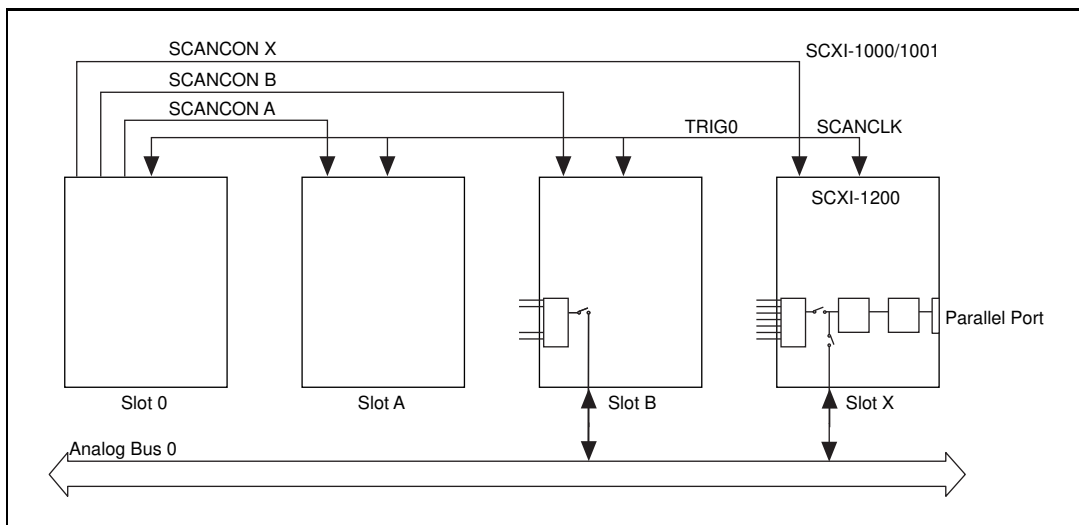 SCANCON X
SCXI-1000/1001
SCANCON B
SCANCON A
TRIG0
SCANCLK
SCXI-1200
Parallel Port
Slot 0
Slot A
Slot B
Slot X
Analog Bus 0